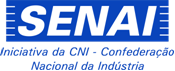 SENAI
Iniciativa da CNI - Confederação
Nacional da Indústria